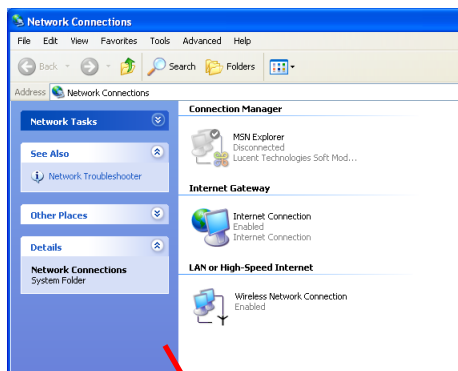 Network Connections
File Edit View Favorites Tools Advanced Help
Back Search Folders
Address Network Connections
Network Tasks
See Also
Network Troubleshooter
Other Places
Details
Network Connections
System Folder
Connection Manager
MSN Explorer
Disconnected
Lucent Technologies Soft Mod...
Internet Gateway
Internet Connection
Enabled
Internet Connection
LAN or High-Speed Internet
Wireless Network Connection
Enabled